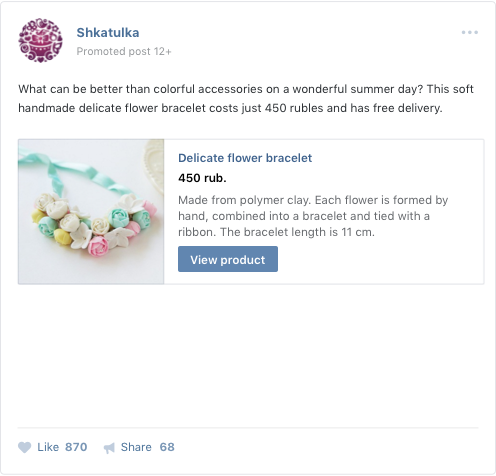 Shkatulka
Promoted post 12+
What can be better than colorful accessories on a wonderful summer day? This soft
handmade delicate flower bracelet costs just 450 rubles and has free delivery.
Delicate flower bracelet
450 rub.
Made from polymer clay. Each flower is formed by
hand, combined into a bracelet and tied with a
ribbon. The bracelet length is 11 cm.
View product
Like 870 Share 68